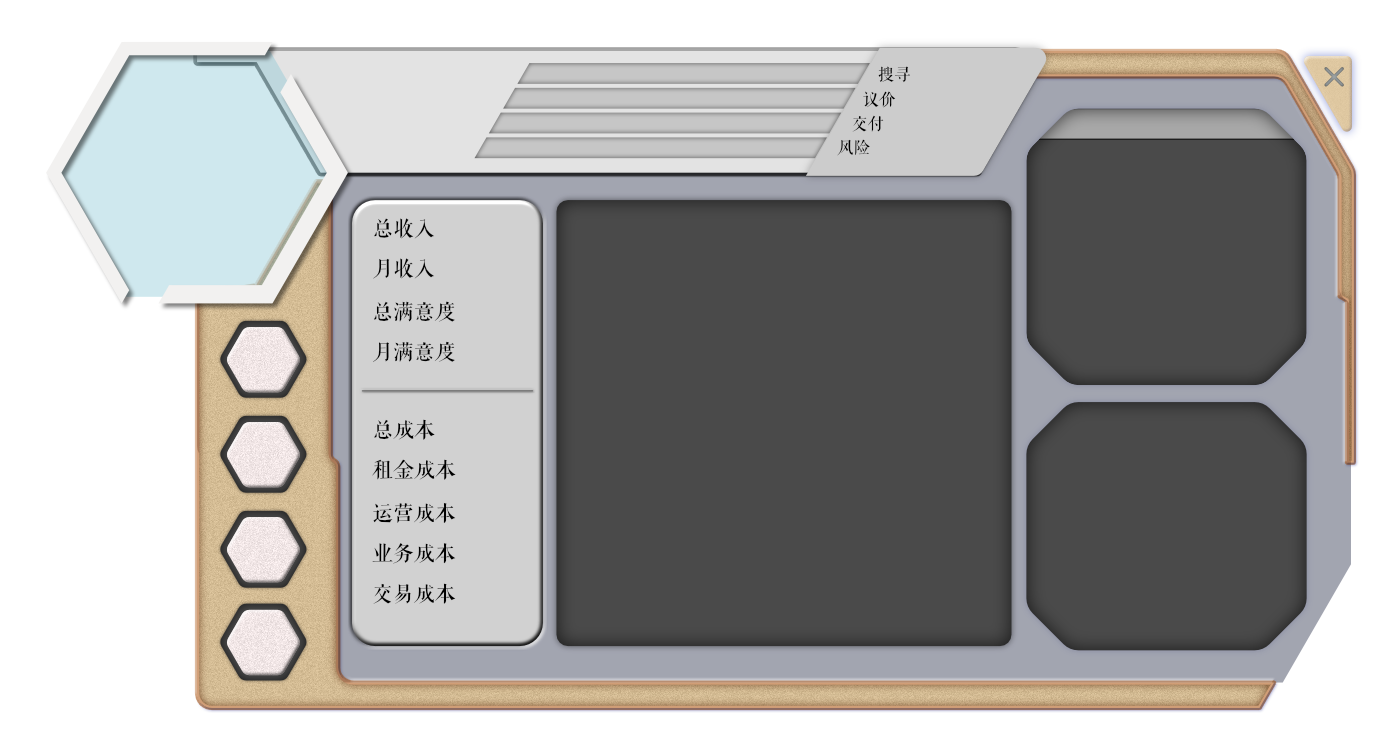 搜寻
议价
交付
风险
总收入
月收入
总满意度
月满意度
总成本
租金成本
运营成本
业务成本
交易成本